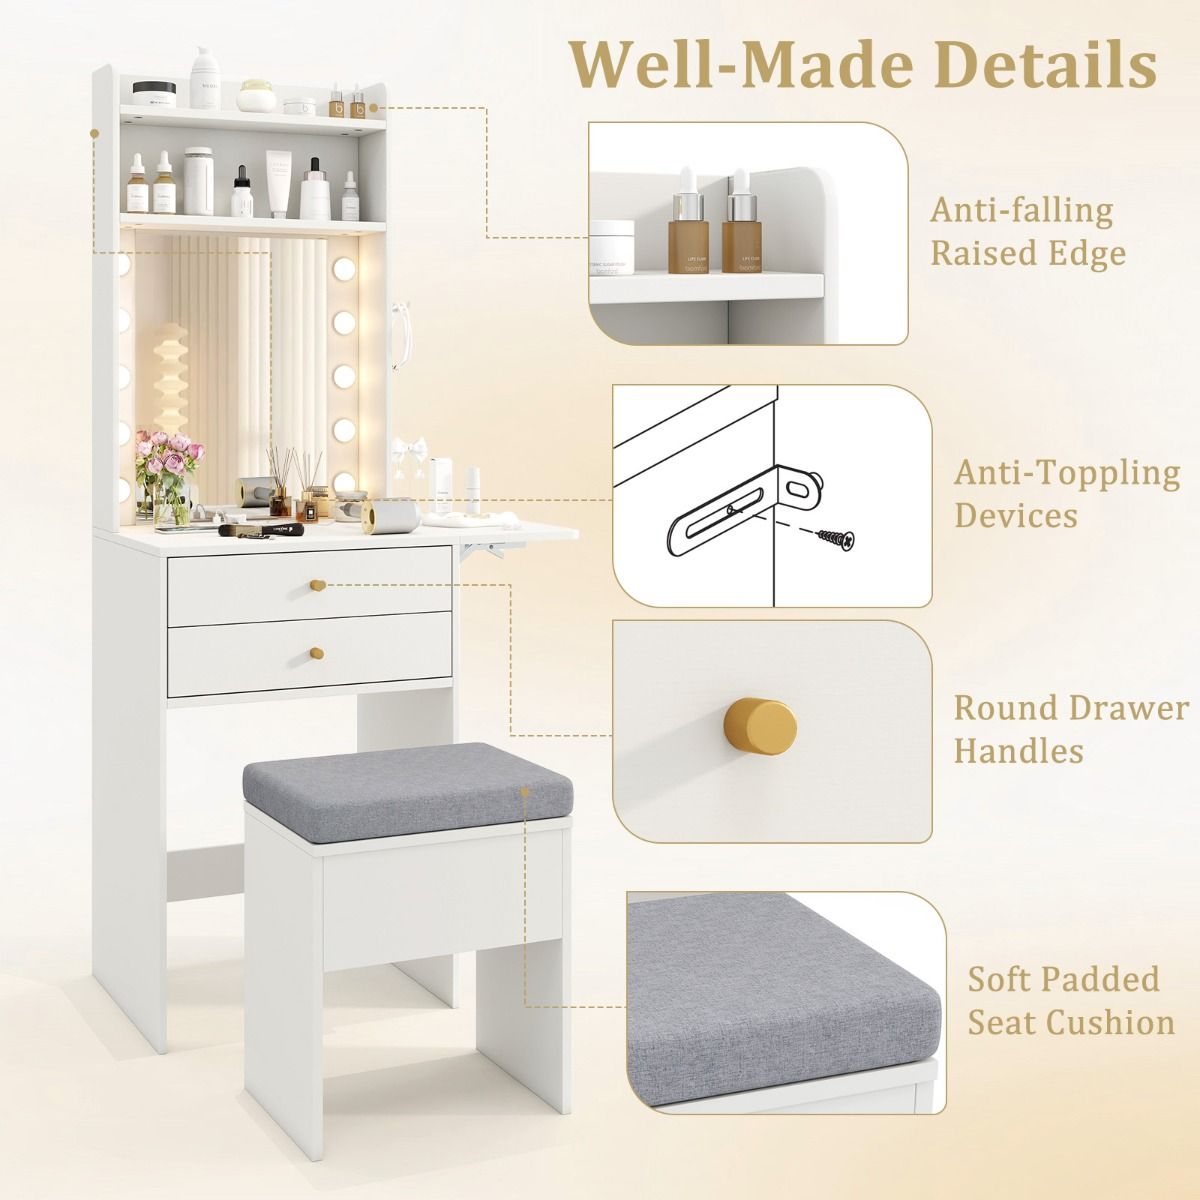 Well-Made Details
Anti-falling
Raised Edge
Anti-Toppling
Devices
Round Drawer
Handles
Soft Padded
Seat Cushion